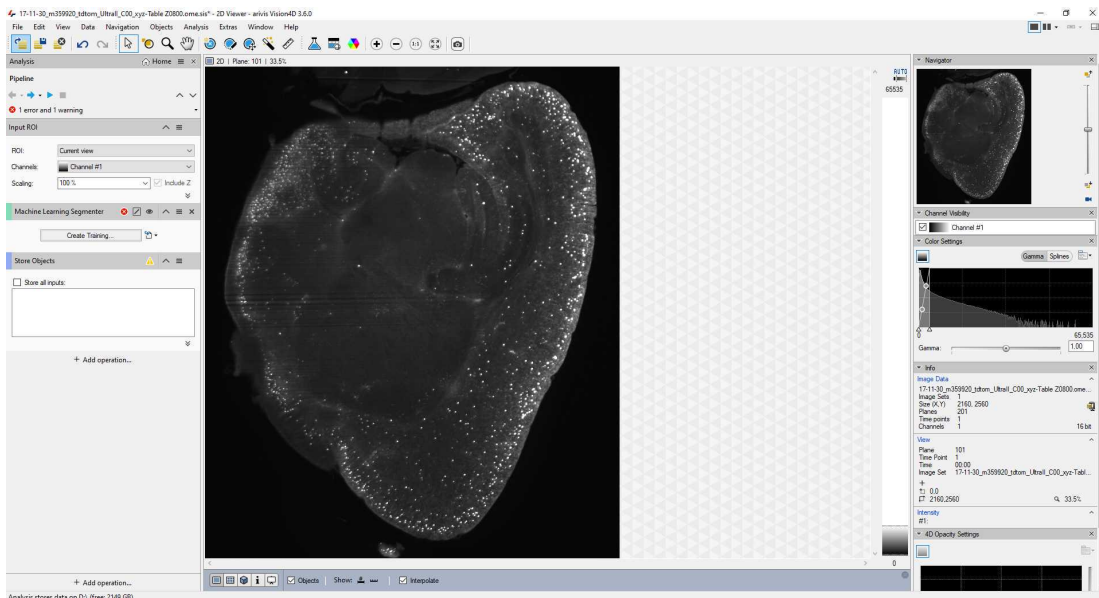 17-11-30_m359920_tdtom_UltraII_C00_xyz-Table Z0800.ome.sis* - 2D Viewer - arivis Vision4D 3.6.0
File Edit View Data Navigation Objects Analysis Extras Window Help
1:1
Analysis Home
Pipeline
1 error and 1 warning
Input ROI
ROI: Current view
Channels: Channel #1
Scaling: 100 % Include Z
Machine Learning Segmenter
Create Training...
Store Objects
Store all inputs:
+ Add operation...
+ Add operation...
Analysis stores data on D:\ (free: 2149 GB)
2D | Plane: 101 | 33.5%
AUTO
65535
0
Objects Show: Interpolate
Navigator
Channel Visibility
Channel #1
Color Settings
Gamma Splines
0 65,535
Gamma: 1.00
Info
Image Data
17-11-30_m359920_tdtom_UltraII_C00_xyz-Table Z0800.ome...
Image Sets 1
Size (X,Y) 2160, 2560
Planes 201
Time points 1
Channels 1 16 bit
View
Plane 101
Time Point 1
Time 00:00
Image Set 17-11-30_m359920_tdtom_UltraII_C00_xyz-Tabl...
0.0
2160,2560 33.5%
Intensity
#1:
4D Opacity Settings